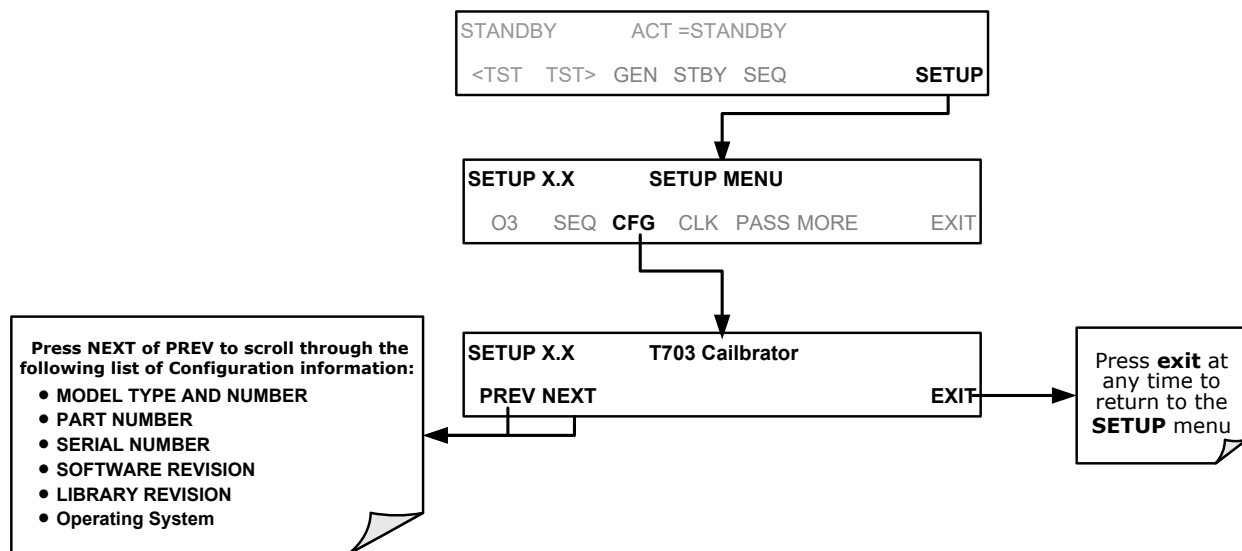 STANDBY ACT =STANDBY
<TST TST> GEN STBY SEQ SETUP
SETUP X.X SETUP MENU
O3 SEQ CFG CLK PASS MORE EXIT
SETUP X.X T703 Cailbrator
PREV NEXT EXIT
Press NEXT of PREV to scroll through the
following list of Configuration information:
● MODEL TYPE AND NUMBER
● PART NUMBER
● SERIAL NUMBER
● SOFTWARE REVISION
● LIBRARY REVISION
● Operating System
Press exit at
any time to
return to the
SETUP menu